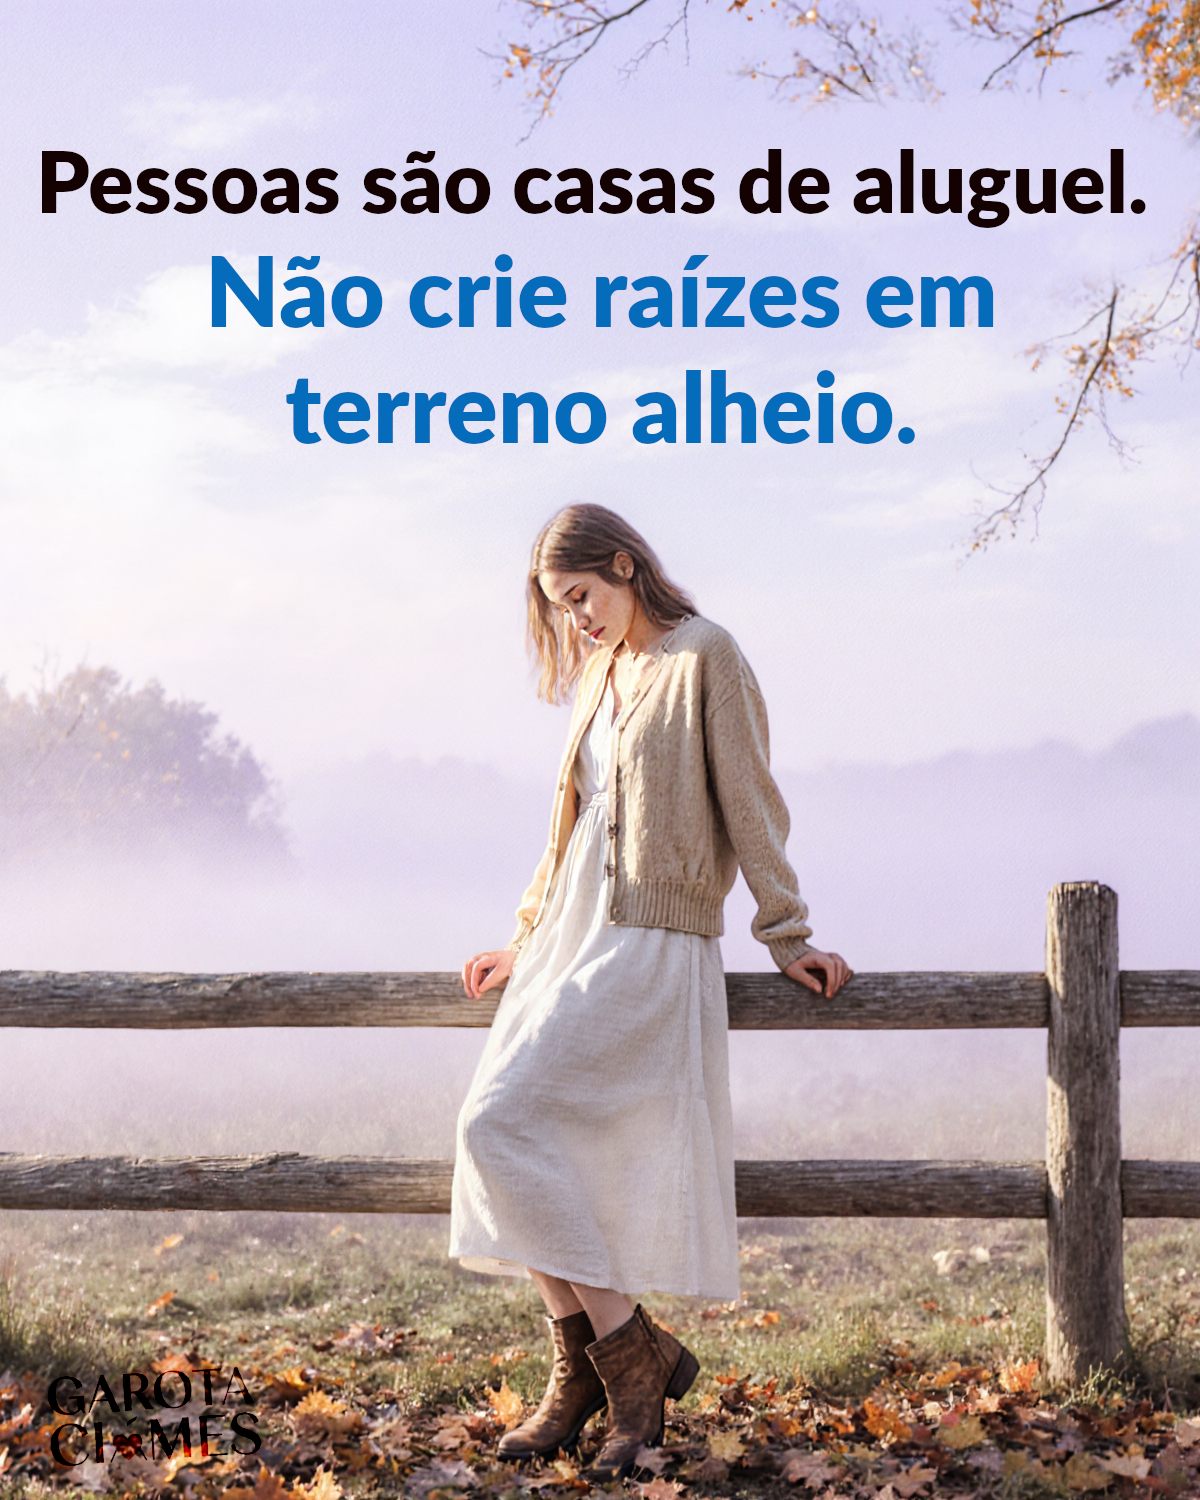 Pessoas são casas de aluguel.
Não crie raízes em
terreno alheio.
GAROTA
CIÚMES